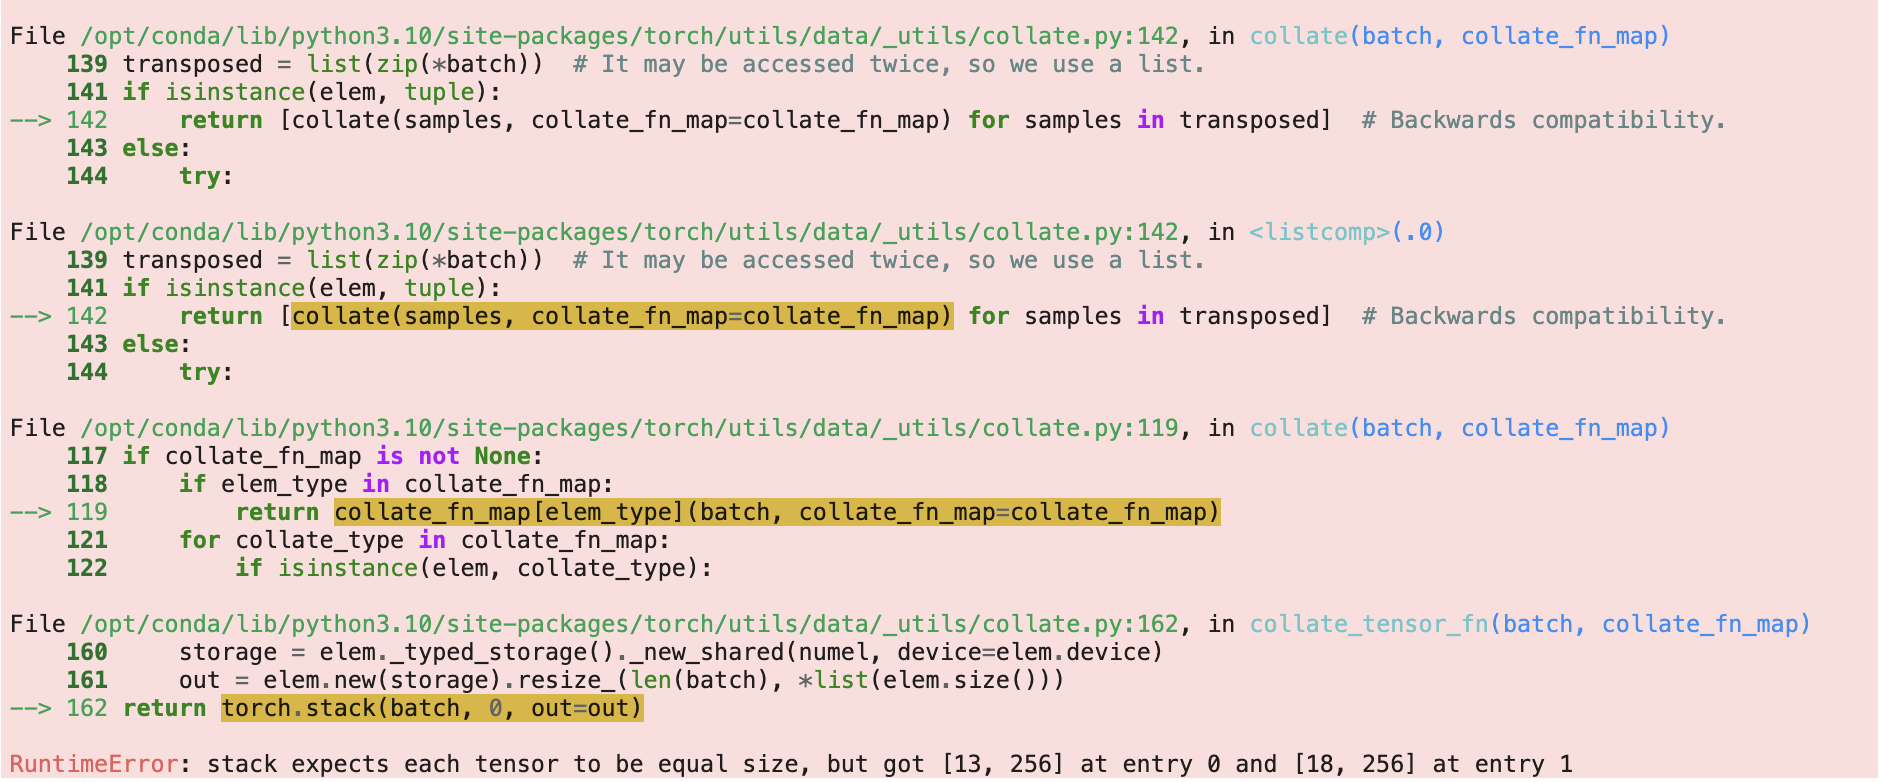 File /opt/conda/lib/python3.10/site-packages/torch/utils/data/_utils/collate.py:142, in collate(batch, collate_fn_map)
    139 transposed = list(zip(*batch))  # It may be accessed twice, so we use a list.
    141 if isinstance(elem, tuple):
--> 142     return [collate(samples, collate_fn_map=collate_fn_map) for samples in transposed]  # Backwards compatibility.
    143 else:
    144     try:
File /opt/conda/lib/python3.10/site-packages/torch/utils/data/_utils/collate.py:142, in <listcomp>(.0)
    139 transposed = list(zip(*batch))  # It may be accessed twice, so we use a list.
    141 if isinstance(elem, tuple):
--> 142     return [collate(samples, collate_fn_map=collate_fn_map) for samples in transposed]  # Backwards compatibility.
    143 else:
    144     try:
File /opt/conda/lib/python3.10/site-packages/torch/utils/data/_utils/collate.py:119, in collate(batch, collate_fn_map)
    117 if collate_fn_map is not None:
    118     if elem_type in collate_fn_map:
--> 119         return collate_fn_map[elem_type](batch, collate_fn_map=collate_fn_map)
    121     for collate_type in collate_fn_map:
    122         if isinstance(elem, collate_type):
File /opt/conda/lib/python3.10/site-packages/torch/utils/data/_utils/collate.py:162, in collate_tensor_fn(batch, collate_fn_map)
    160     storage = elem._typed_storage()._new_shared(numel, device=elem.device)
    161     out = elem.new(storage).resize_(len(batch), *list(elem.size()))
--> 162 return torch.stack(batch, 0, out=out)
RuntimeError: stack expects each tensor to be equal size, but got [13, 256] at entry 0 and [18, 256] at entry 1